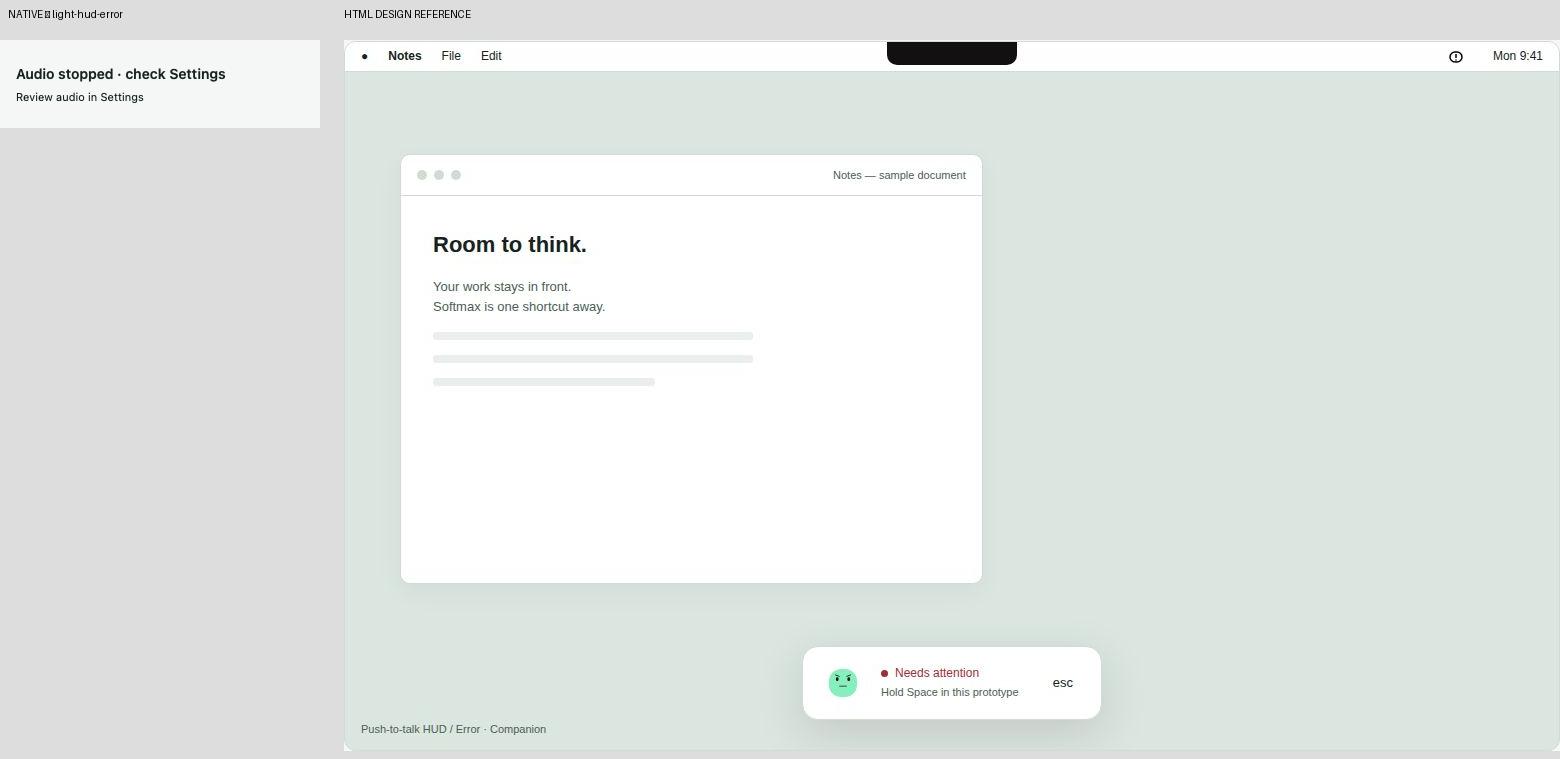 NATIVE light-hud-error
HTML DESIGN REFERENCE
Audio stopped · check Settings
Review audio in Settings
Notes File Edit
Mon 9:41
Notes — sample document
Room to think.
Your work stays in front.
Softmax is one shortcut away.
Needs attention
Hold Space in this prototype
esc
Push-to-talk HUD / Error · Companion